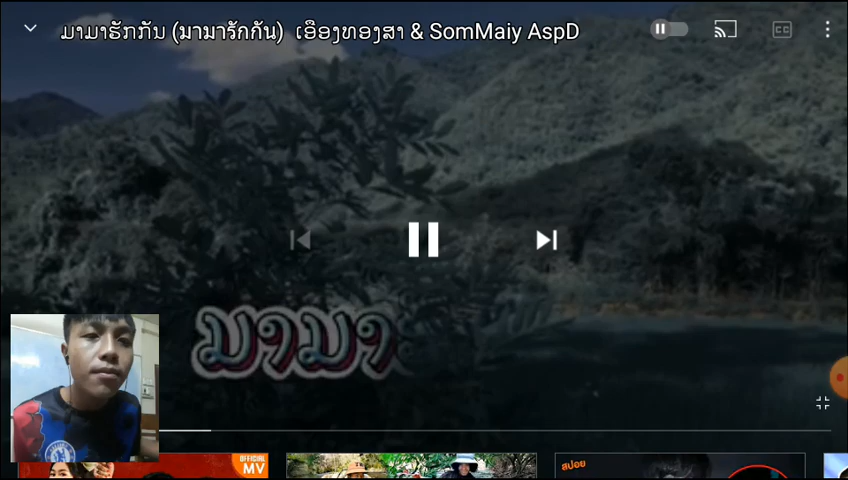 ມາມາຮັກກັນ (มามารักกัน) ເອືອງທອງສາ & SomMaiy AspD
CC
ມາມາ
OFFICIAL
MV
สปอย